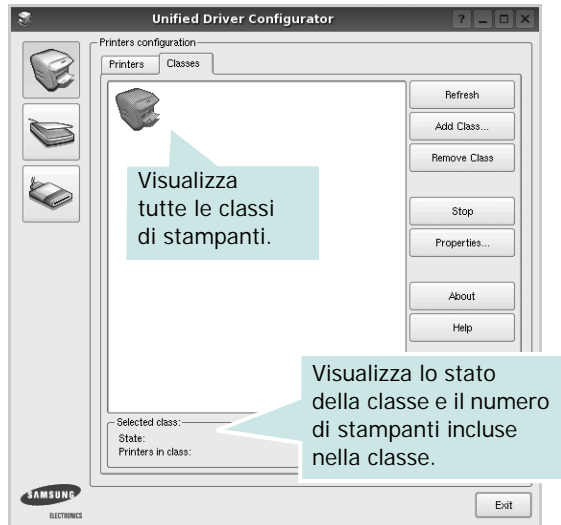 Unified Driver Configurator
Printers configuration
Printers
Classes
Refresh
Add Class...
Remove Class
Visualizza
tutte le classi
di stampanti.
Stop
Properties...
About
Help
Visualizza lo stato
della classe e il numero
di stampanti incluse
nella classe.
Selected class:
State:
Printers in class:
SAMSUNG
ELECTRONICS
Exit